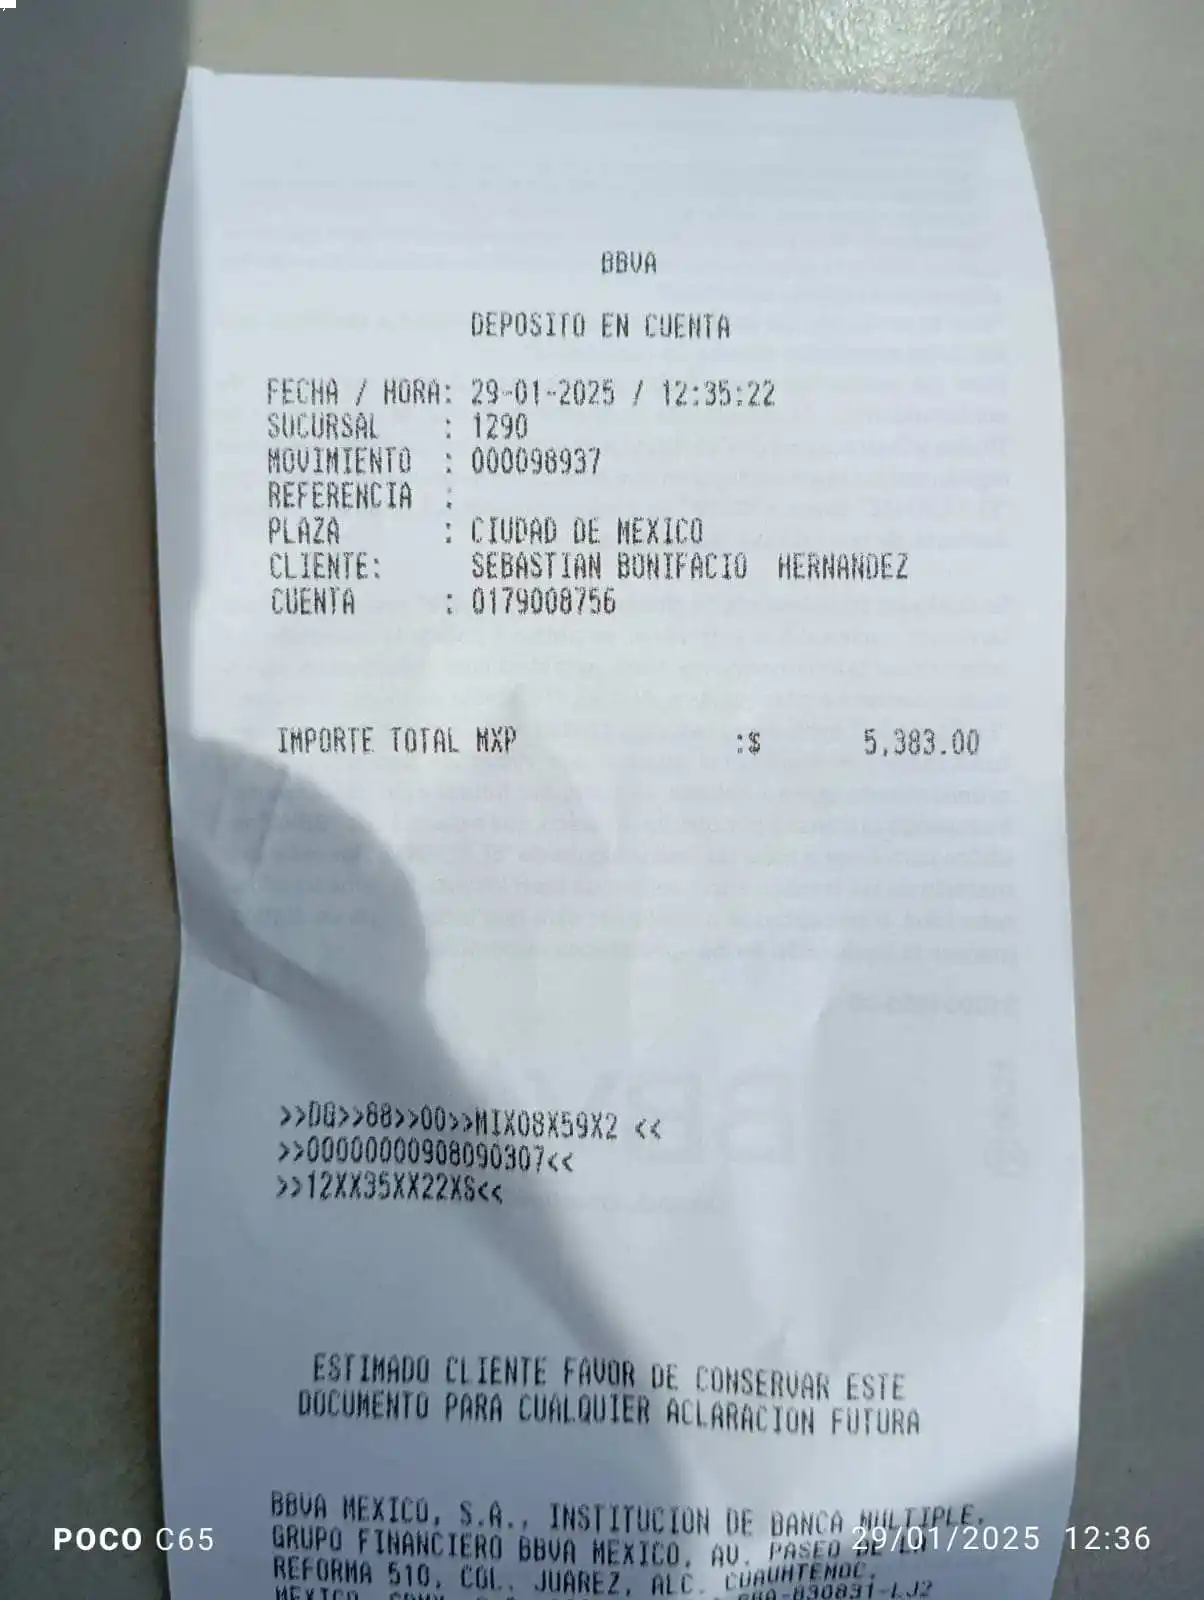 BBVA
DEPOSITO EN CUENTA
FECHA / HORA: 29-01-2025 / 12:35:22
SUCURSAL : 1290
MOVIMIENTO : 000098937
REFERENCIA :
PLAZA : CIUDAD DE MEXICO
CLIENTE: SEBASTIAN BONIFACIO HERNANDEZ
CUENTA : 0179008756
IMPORTE TOTAL MXP :$ 5,383.00
>>DG>>88>>00>>MIX08X59X2 <<
>>00000000908090307<<
>>12XX35XX22XS<<
ESTIMADO CLIENTE FAVOR DE CONSERVAR ESTE
DOCUMENTO PARA CUALQUIER ACLARACION FUTURA
BBVA MEXICO, S.A., INSTITUCION DE BANCA MULTIPLE,
GRUPO FINANCIERO BBVA MEXICO. AV. PASEO DE LA
REFORMA 510, COL. JUAREZ, ALC. CUAUHTEMOC,
POCO C65
29/01/2025 12:36